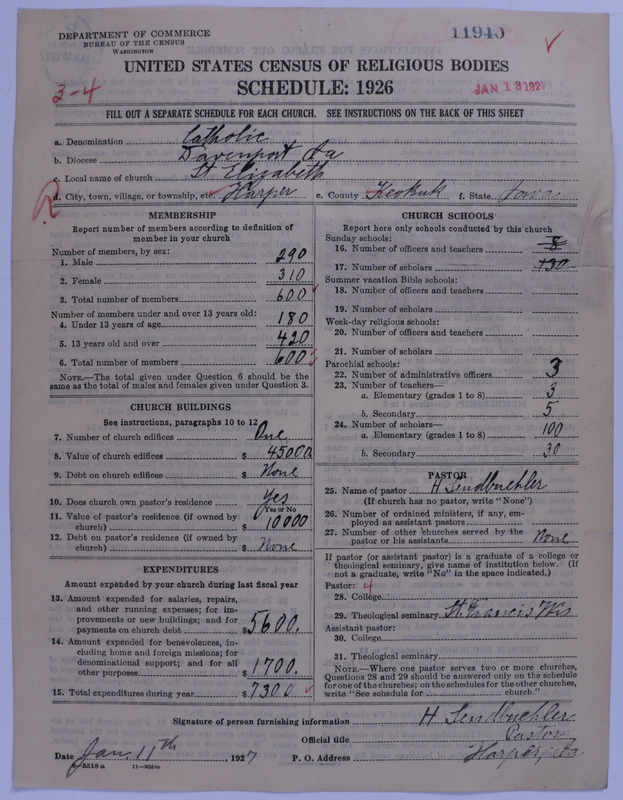 DEPARTMENT OF COMMERCE
BUREAU OF THE CENSUS
WASHINGTON
11940
UNITED STATES CENSUS OF RELIGIOUS BODIES
SCHEDULE: 1926
3-4
JAN 18 1927
FILL OUT A SEPARATE SCHEDULE FOR EACH CHURCH. SEE INSTRUCTIONS ON THE BACK OF THIS SHEET
a. Denomination Catholic
b. Diocese Davenport Ia
c. Local name of church St Elizabeth
d. City, town, village, or township, etc. Harper e. County Keokuk f. State Iowa
R
MEMBERSHIP
Report number of members according to definition of member in your church
Number of members, by sex:
1. Male 290
2. Female 310
3. Total number of members 600
Number of members under and over 13 years old:
4. Under 13 years of age 180
5. 13 years old and over 420
6. Total number of members 600
NOTE.—The total given under Question 6 should be the same as the total of males and females given under Question 3.
CHURCH BUILDINGS
See instructions, paragraphs 10 to 12
7. Number of church edifices One
8. Value of church edifices $ 45000
9. Debt on church edifices $ None
10. Does church own pastor's residence Yes
Yes or No
11. Value of pastor's residence (if owned by church) $ 10000
12. Debt on pastor's residence (if owned by church) $ None
EXPENDITURES
Amount expended by your church during last fiscal year
13. Amount expended for salaries, repairs, and other running expenses; for improvements or new buildings; and for payments on church debt $ 5600.
14. Amount expended for benevolences, including home and foreign missions; for denominational support; and for all other purposes $ 1700.
15. Total expenditures during year $ 7300
CHURCH SCHOOLS
Report here only schools conducted by this church
Sunday schools:
16. Number of officers and teachers 8
17. Number of scholars 130
Summer vacation Bible schools:
18. Number of officers and teachers
19. Number of scholars
Week-day religious schools:
20. Number of officers and teachers
21. Number of scholars
Parochial schools:
22. Number of administrative officers 3
23. Number of teachers—
a. Elementary (grades 1 to 8) 3
b. Secondary 5
24. Number of scholars—
a. Elementary (grades 1 to 8) 100
b. Secondary 30
PASTOR
25. Name of pastor H Sendbuehler
(If church has no pastor, write "None")
26. Number of ordained ministers, if any, employed as assistant pastors
27. Number of other churches served by the pastor or his assistants None
If pastor (or assistant pastor) is a graduate of a college or theological seminary, give name of institution below. (If not a graduate, write "No" in the space indicated.)
Pastor: 4
28. College
29. Theological seminary St. Francis Wis
Assistant pastor:
30. College
31. Theological seminary
NOTE.—Where one pastor serves two or more churches, Questions 28 and 29 should be answered only on the schedule for one of the churches; on the schedules for the other churches, write "See schedule for church."
Signature of person furnishing information H Sendbuehler
Official title Pastor
Date Jan. 11th, 1927 P. O. Address Harper, Ia.
8-5518a 11-9551a